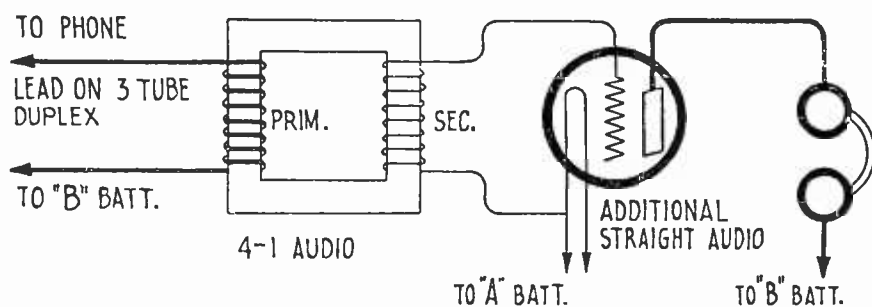 TO PHONE
LEAD ON 3 TUBE
DUPLEX
PRIM.
SEC.
TO "B" BATT.
4-1 AUDIO
ADDITIONAL
STRAIGHT AUDIO
TO "A" BATT.
TO "B" BATT.